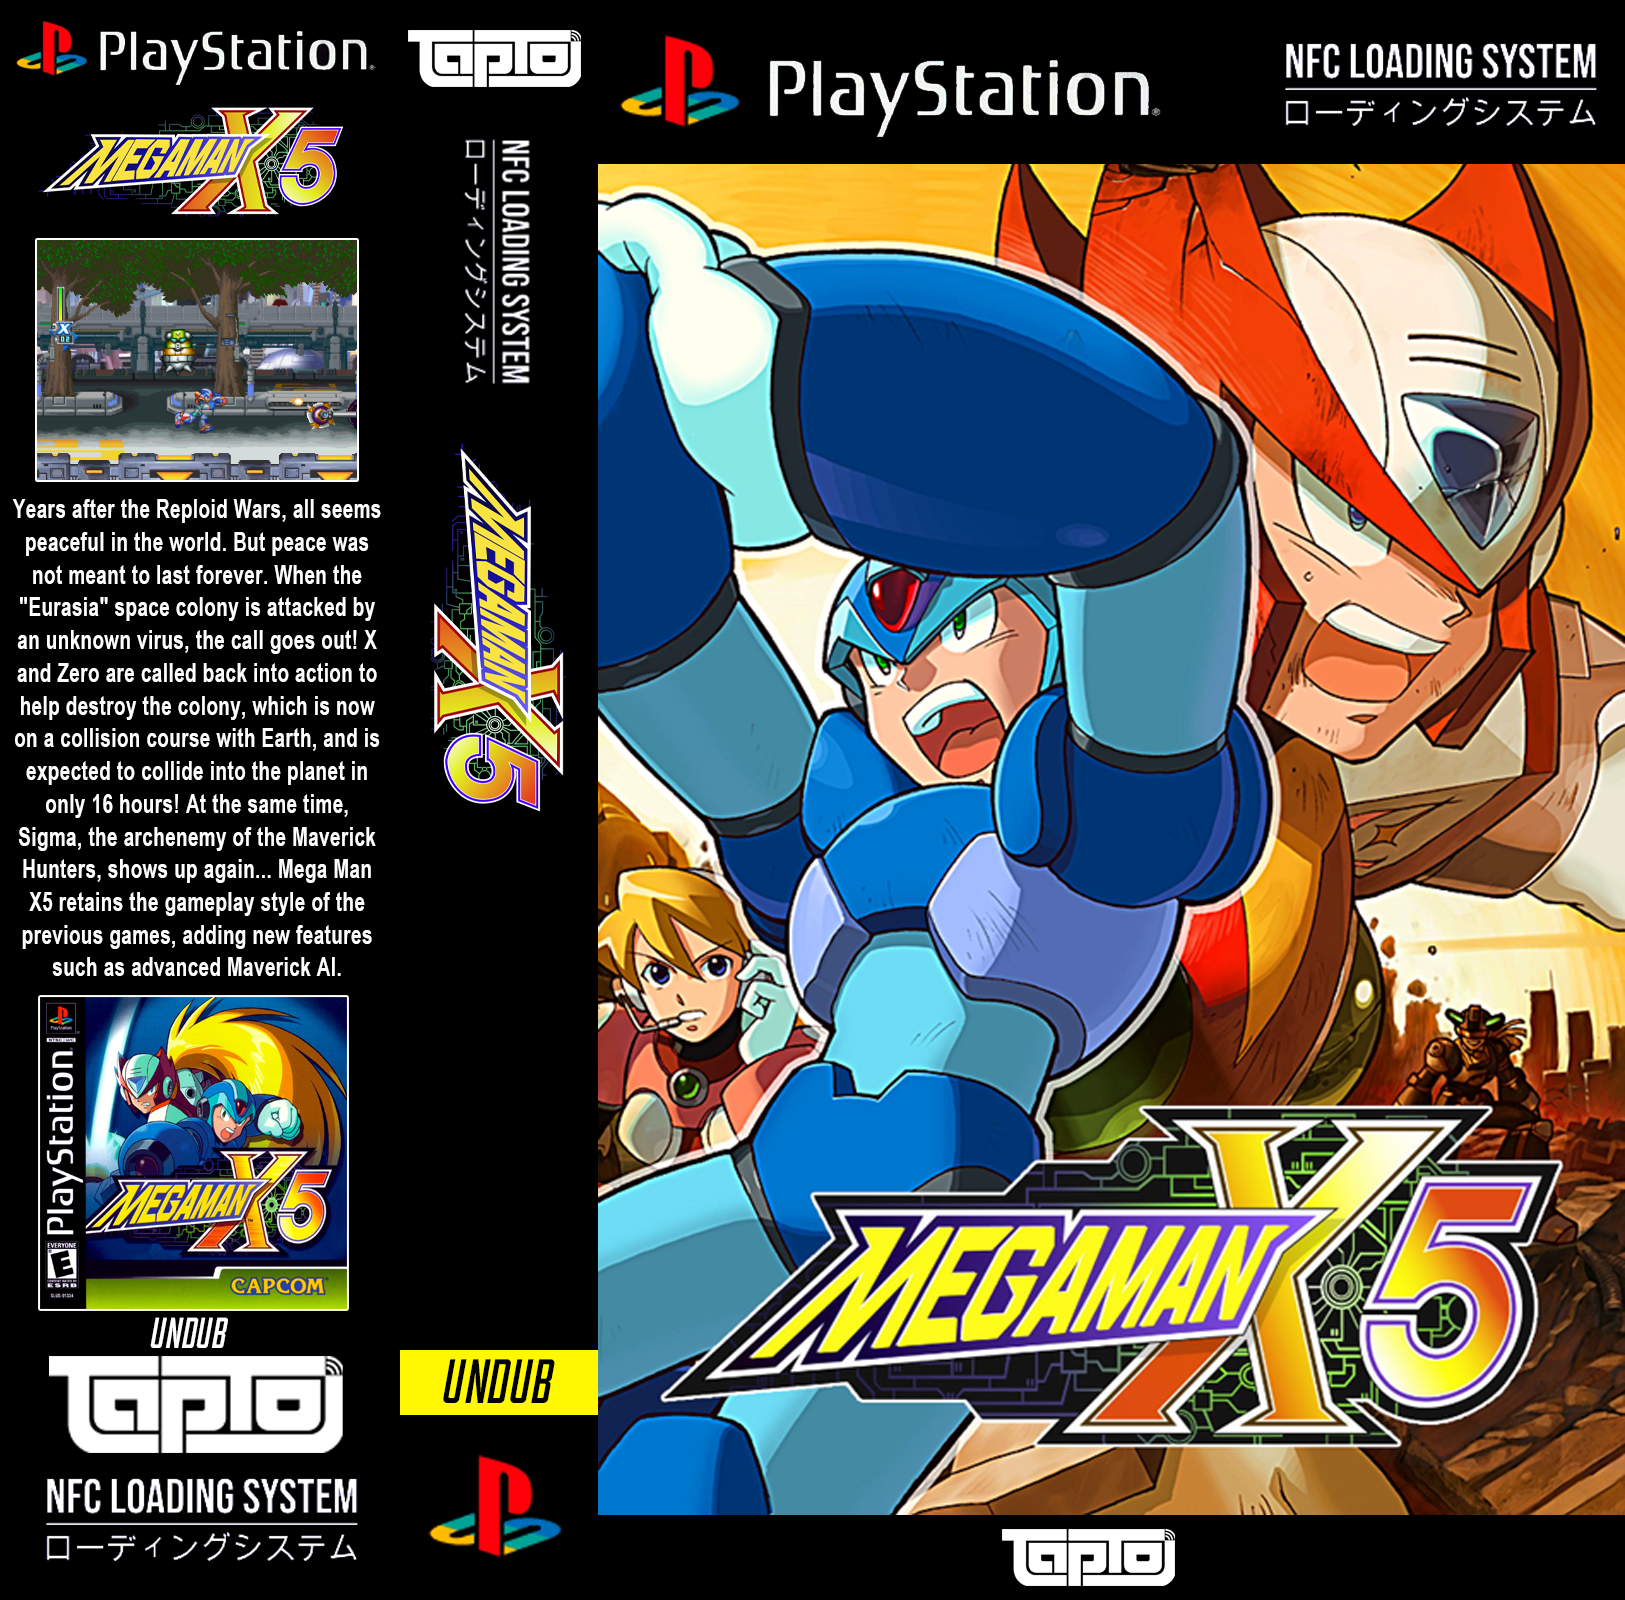 PlayStation®
MEGAMAN X5
X
02
Years after the Reploid Wars, all seems
peaceful in the world. But peace was
not meant to last forever. When the
"Eurasia" space colony is attacked by
an unknown virus, the call goes out! X
and Zero are called back into action to
help destroy the colony, which is now
on a collision course with Earth, and is
expected to collide into the planet in
only 16 hours! At the same time,
Sigma, the archenemy of the Maverick
Hunters, shows up again... Mega Man
X5 retains the gameplay style of the
previous games, adding new features
such as advanced Maverick AI.
PlayStation
PlayStation
MEGAMAN X5
EVERYONE
E
ESRB
CAPCOM
UNDUB
TapTo
NFC LOADING SYSTEM
ローディングシステム
TapTo
NFC LOADING SYSTEM
ローディングシステム
MEGAMAN X5
UNDUB
PlayStation®
NFC LOADING SYSTEM
ローディングシステム
MEGAMAN X5
TapTo